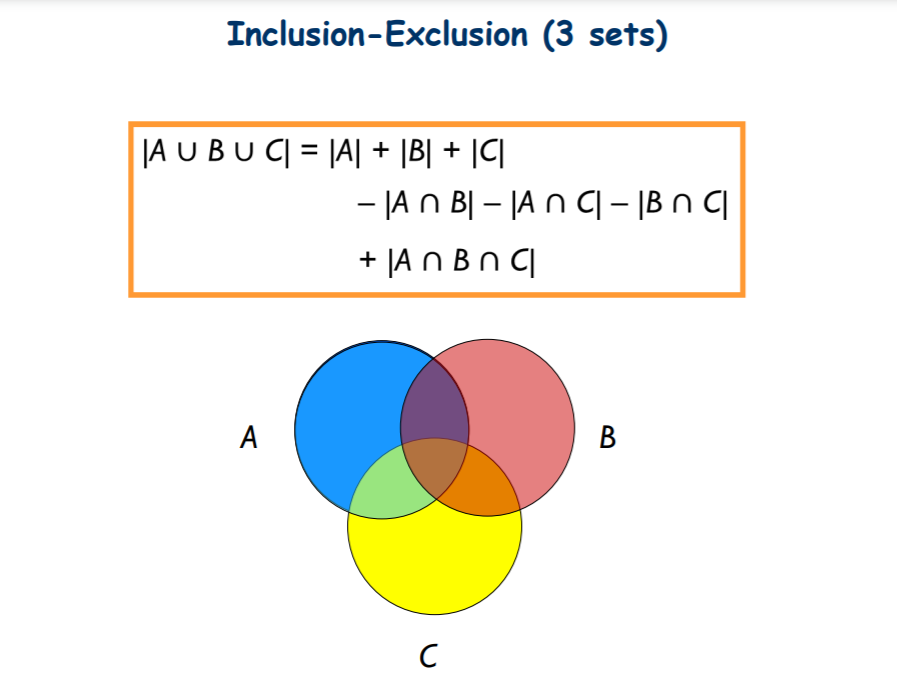 Inclusion-Exclusion (3 sets)
|A ∪ B ∪ C| = |A| + |B| + |C|
– |A ∩ B| – |A ∩ C| – |B ∩ C|
+ |A ∩ B ∩ C|
A
B
C